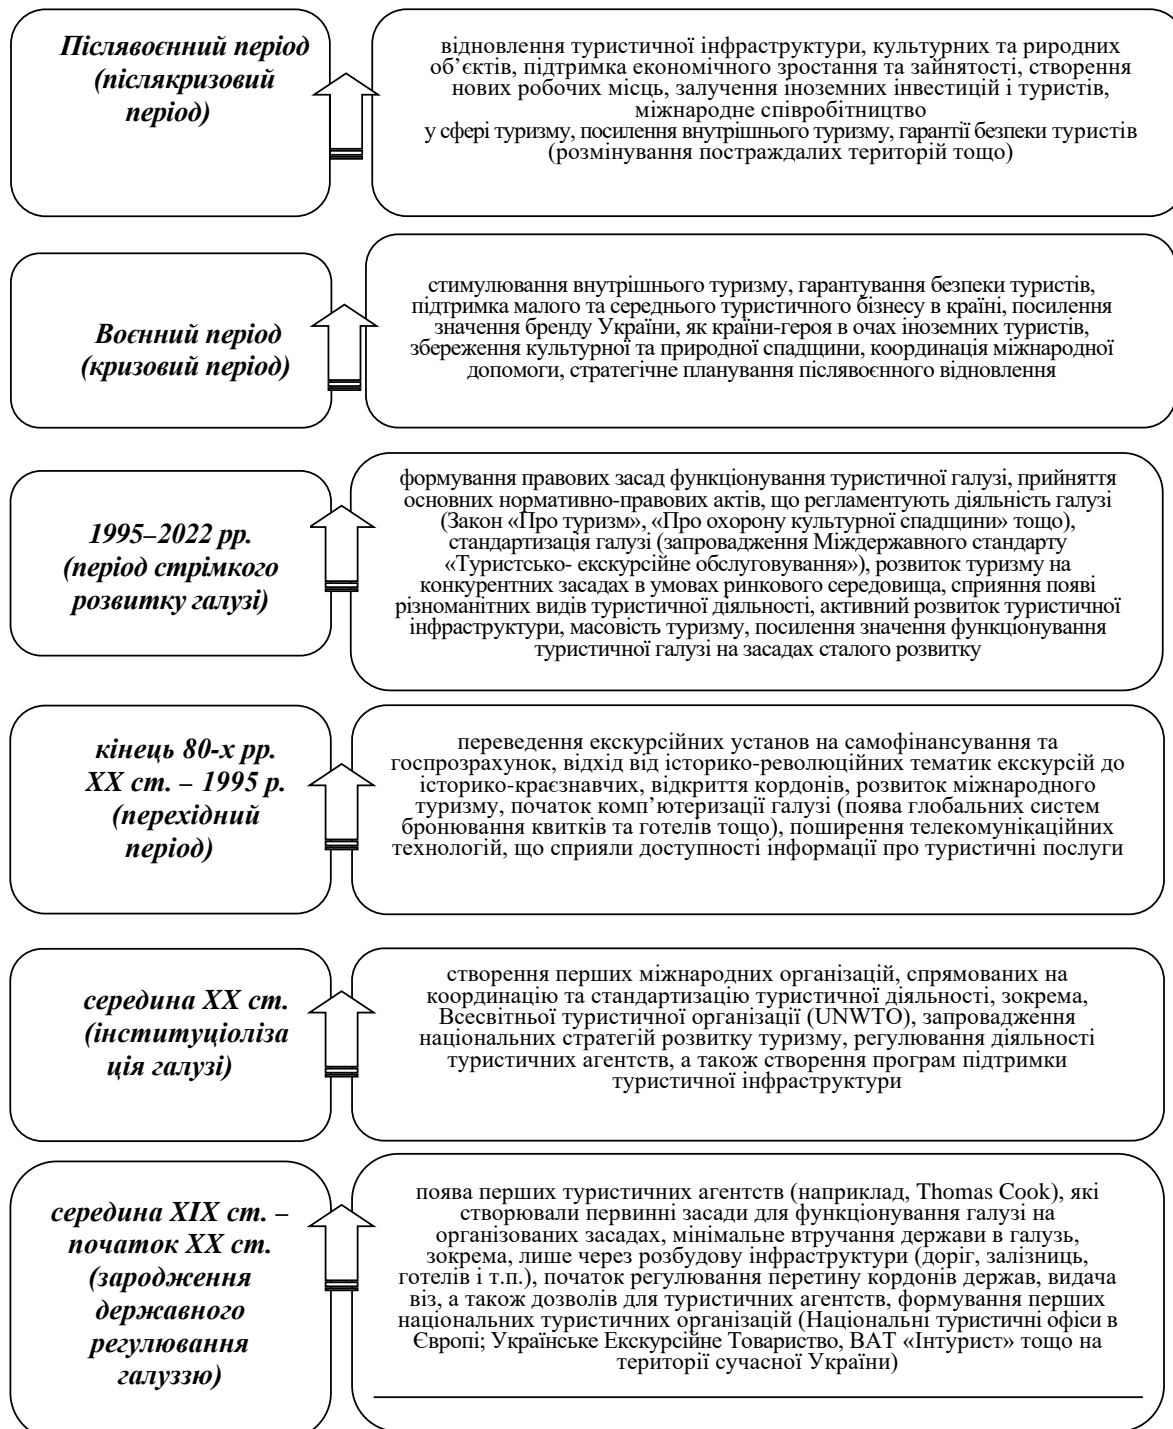 Післявоєнний період
(післякризовий
період)
відновлення туристичної інфраструктури, культурних та риродних
об’єктів, підтримка економічного зростання та зайнятості, створення
нових робочих місць, залучення іноземних інвестицій і туристів,
міжнародне співробітництво
у сфері туризму, посилення внутрішнього туризму, гарантії безпеки туристів
(розмінування постраждалих територій тощо)
Воєнний період
(кризовий період)
стимулювання внутрішнього туризму, гарантування безпеки туристів,
підтримка малого та середнього туристичного бізнесу в країні, посилення
значення бренду України, як країни-героя в очах іноземних туристів,
збереження культурної та природної спадщини, координація міжнародної
допомоги, стратегічне планування післявоєнного відновлення
1995–2022 рр.
(період стрімкого
розвитку галузі)
формування правових засад функціонування туристичної галузі, прийняття
основних нормативно-правових актів, що регламентують діяльність галузі
(Закон «Про туризм», «Про охорону культурної спадщини» тощо),
стандартизація галузі (запровадження Міждержавного стандарту
«Туристсько- екскурсійне обслуговування»), розвиток туризму на
конкурентних засадах в умовах ринкового середовища, сприяння появі
різноманітних видів туристичної діяльності, активний розвиток туристичної
інфраструктури, масовість туризму, посилення значення функціонування
туристичної галузі на засадах сталого розвитку
кінець 80-х рр.
ХХ ст. – 1995 р.
(перехідний
період)
переведення екскурсійних установ на самофінансування та
госпрозрахунок, відхід від історико-революційних тематик екскурсій до
історико-краєзнавчих, відкриття кордонів, розвиток міжнародного
туризму, початок комп’ютеризації галузі (поява глобальних систем
бронювання квитків та готелів тощо), поширення телекомунікаційних
технологій, що сприяли доступності інформації про туристичні послуги
середина ХХ ст.
(інституціоліза
ція галузі)
створення перших міжнародних організацій, спрямованих на
координацію та стандартизацію туристичної діяльності, зокрема,
Всесвітньої туристичної організації (UNWTO), запровадження
національних стратегій розвитку туризму, регулювання діяльності
туристичних агентств, а також створення програм підтримки
туристичної інфраструктури
середина ХІХ ст. –
початок ХХ ст.
(зародження
державного
регулювання
галуззю)
поява перших туристичних агентств (наприклад, Thomas Cook), які
створювали первинні засади для функціонування галузі на
організованих засадах, мінімальне втручання держави в галузь,
зокрема, лише через розбудову інфраструктури (доріг, залізниць,
готелів і т.п.), початок регулювання перетину кордонів держав, видача
віз, а також дозволів для туристичних агентств, формування перших
національних туристичних організацій (Національні туристичні офіси в
Європі; Українське Екскурсійне Товариство, ВАТ «Інтурист» тощо на
території сучасної України)